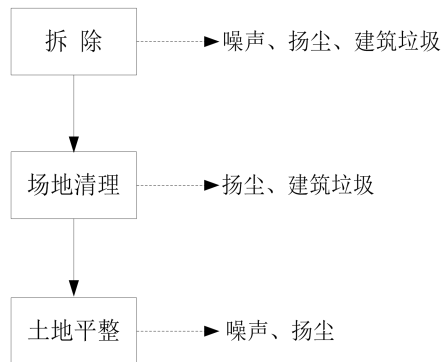 拆 除
噪声、扬尘、建筑垃圾
场地清理
扬尘、建筑垃圾
土地平整
噪声、扬尘